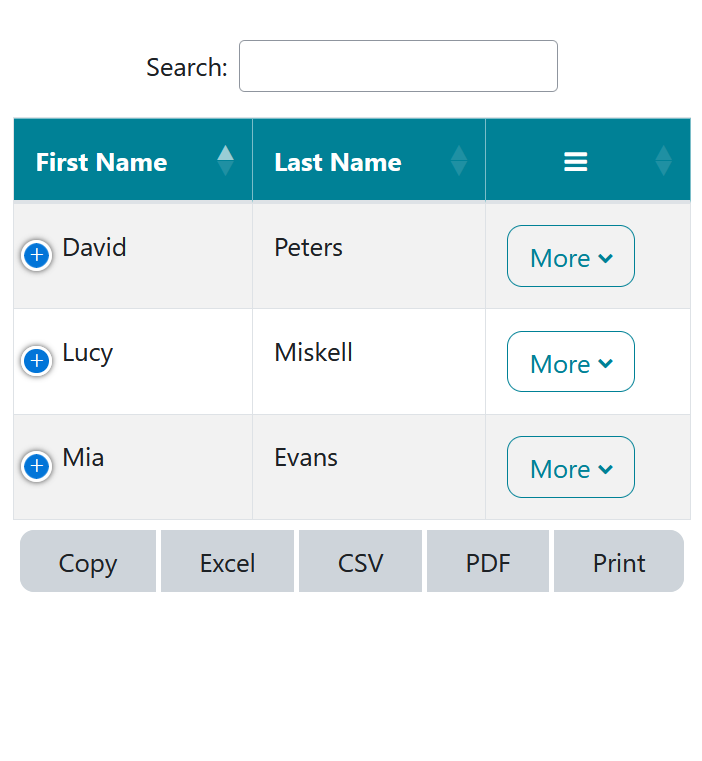 Search:
First Name Last Name
David Peters More
Lucy Miskell More
Mia Evans More
Copy Excel CSV PDF Print